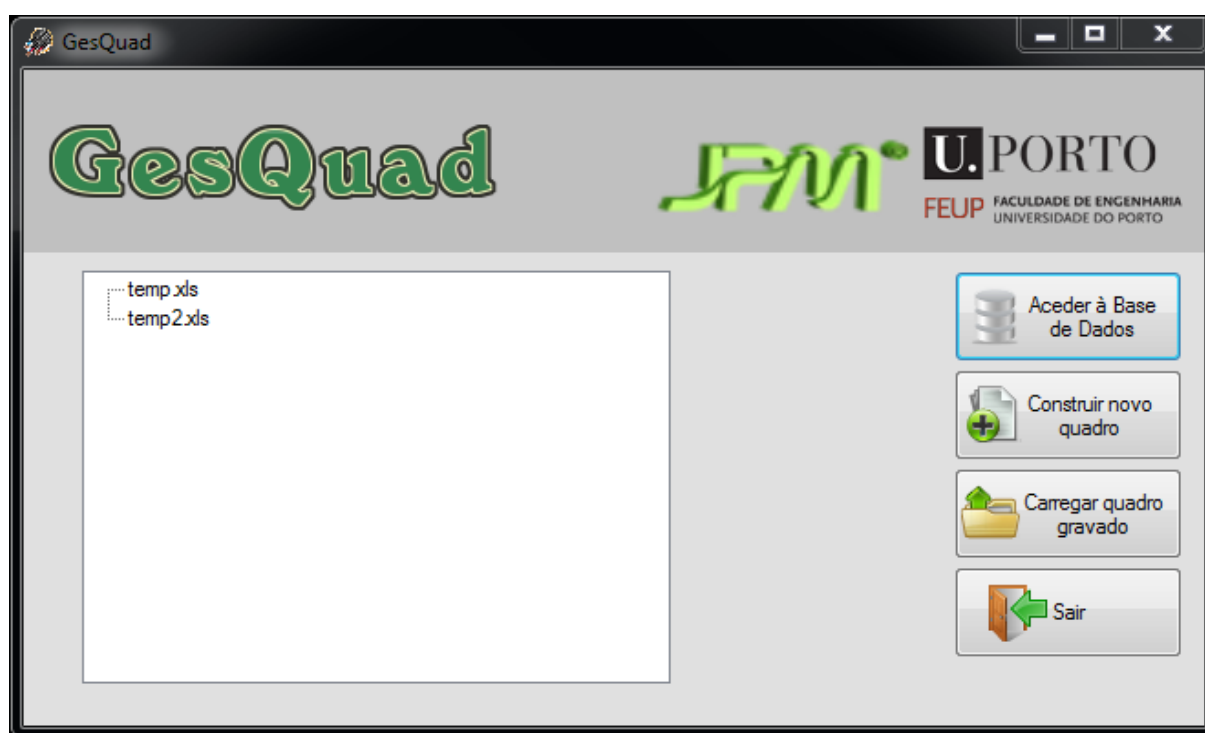 GesQuad
GesQuad
JPM
U. PORTO
FEUP FACULDADE DE ENGENHARIA
UNIVERSIDADE DO PORTO
temp.xls
temp2.xls
Aceder à Base
de Dados
Construir novo
quadro
Carregar quadro
gravado
Sair